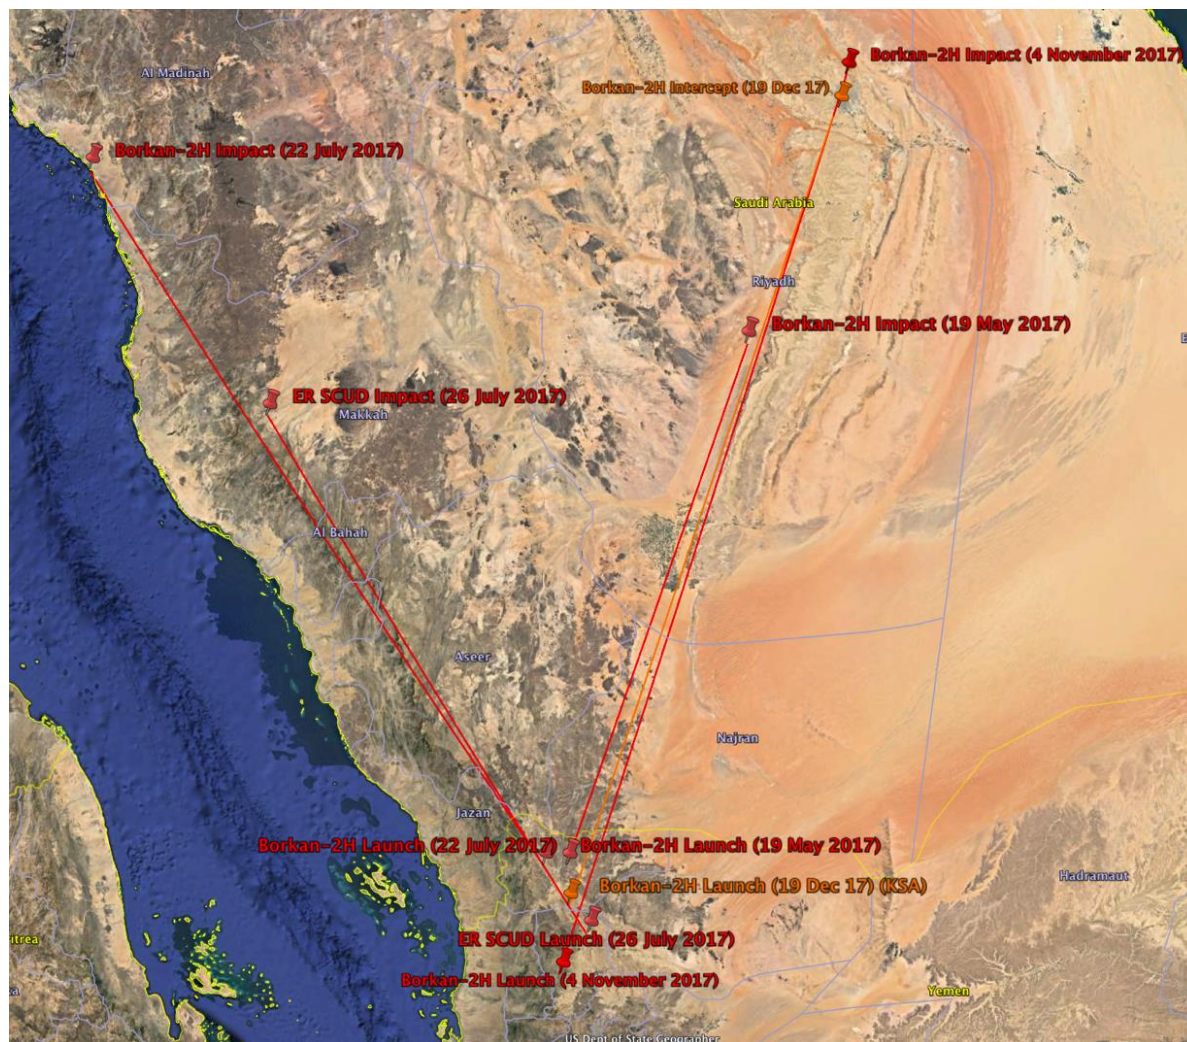 Borkan-2H Impact (4 November 2017)
Al Madinah
Borkan-2H Intercept (19 Dec 17)
Borkan-2H Impact (22 July 2017)
Saudi Arabia
Riyadh
Borkan-2H Impact (19 May 2017)
ER SCUD Impact (26 July 2017)
Makkah
Al Bahah
Aseer
Najran
Jazan
Borkan-2H Launch (22 July 2017)
Borkan-2H Launch (19 May 2017)
Hadramaut
Borkan-2H Launch (19 Dec 17) (KSA)
itrea
ER SCUD Launch (26 July 2017)
Borkan-2H Launch (4 November 2017)
Yemen
US Dept of State Geographer